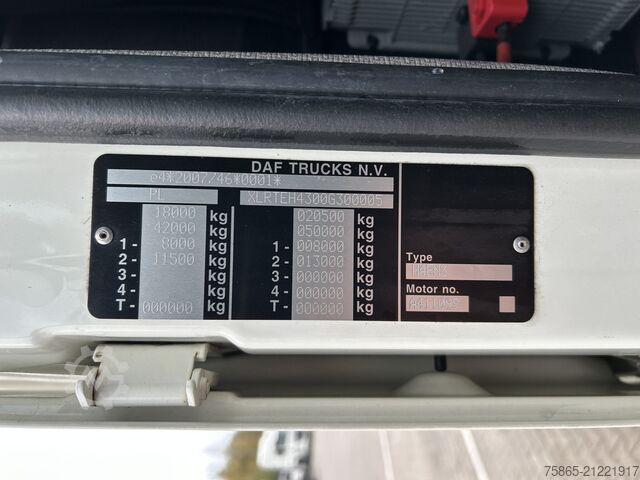 DAF TRUCKS N.V.
e4*2007/46*0001*
PL XLRTEH4300G300005
18000 kg 020500 kg
42000 kg 050000 kg
1 - 8000 kg 1 - 008000 kg
2 - 11500 kg 2 - 013000 kg
3 - kg 3 - 000000 kg
4 - kg 4 - 000000 kg
T - 000000 kg T - 000000 kg
Type
Motor no.
75865-21221917